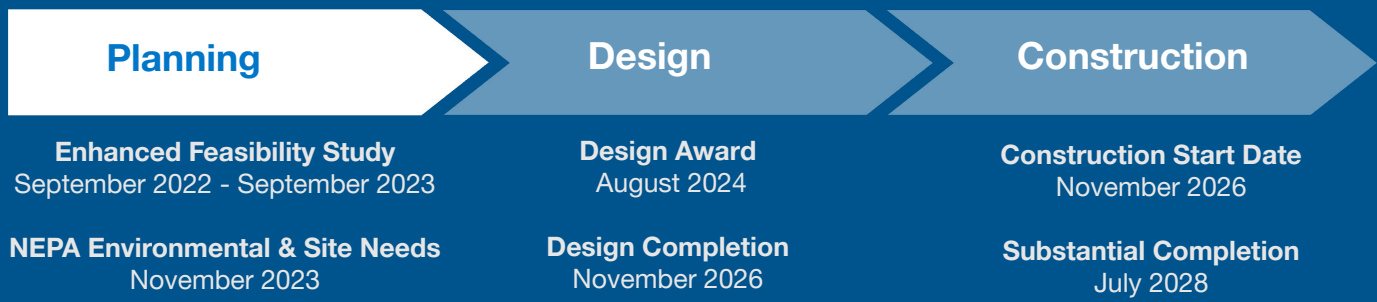 Planning
Enhanced Feasibility Study
September 2022 - September 2023
NEPA Environmental & Site Needs
November 2023
Design
Design Award
August 2024
Design Completion
November 2026
Construction
Construction Start Date
November 2026
Substantial Completion
July 2028